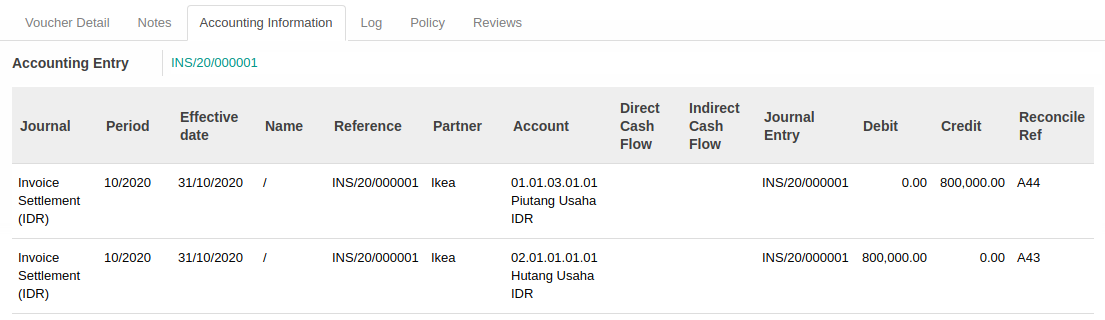 Voucher Detail Notes Accounting Information Log Policy Reviews
Accounting Entry INS/20/000001
Journal Period Effective date Name Reference Partner Account Direct Cash Flow Indirect Cash Flow Journal Entry Debit Credit Reconcile Ref
Invoice 10/2020 31/10/2020 / INS/20/000001 Ikea 01.01.03.01.01 INS/20/000001 0.00 800,000.00 A44
Settlement Piutang Usaha
(IDR) IDR
Invoice 10/2020 31/10/2020 / INS/20/000001 Ikea 02.01.01.01.01 INS/20/000001 800,000.00 0.00 A43
Settlement Hutang Usaha
(IDR) IDR